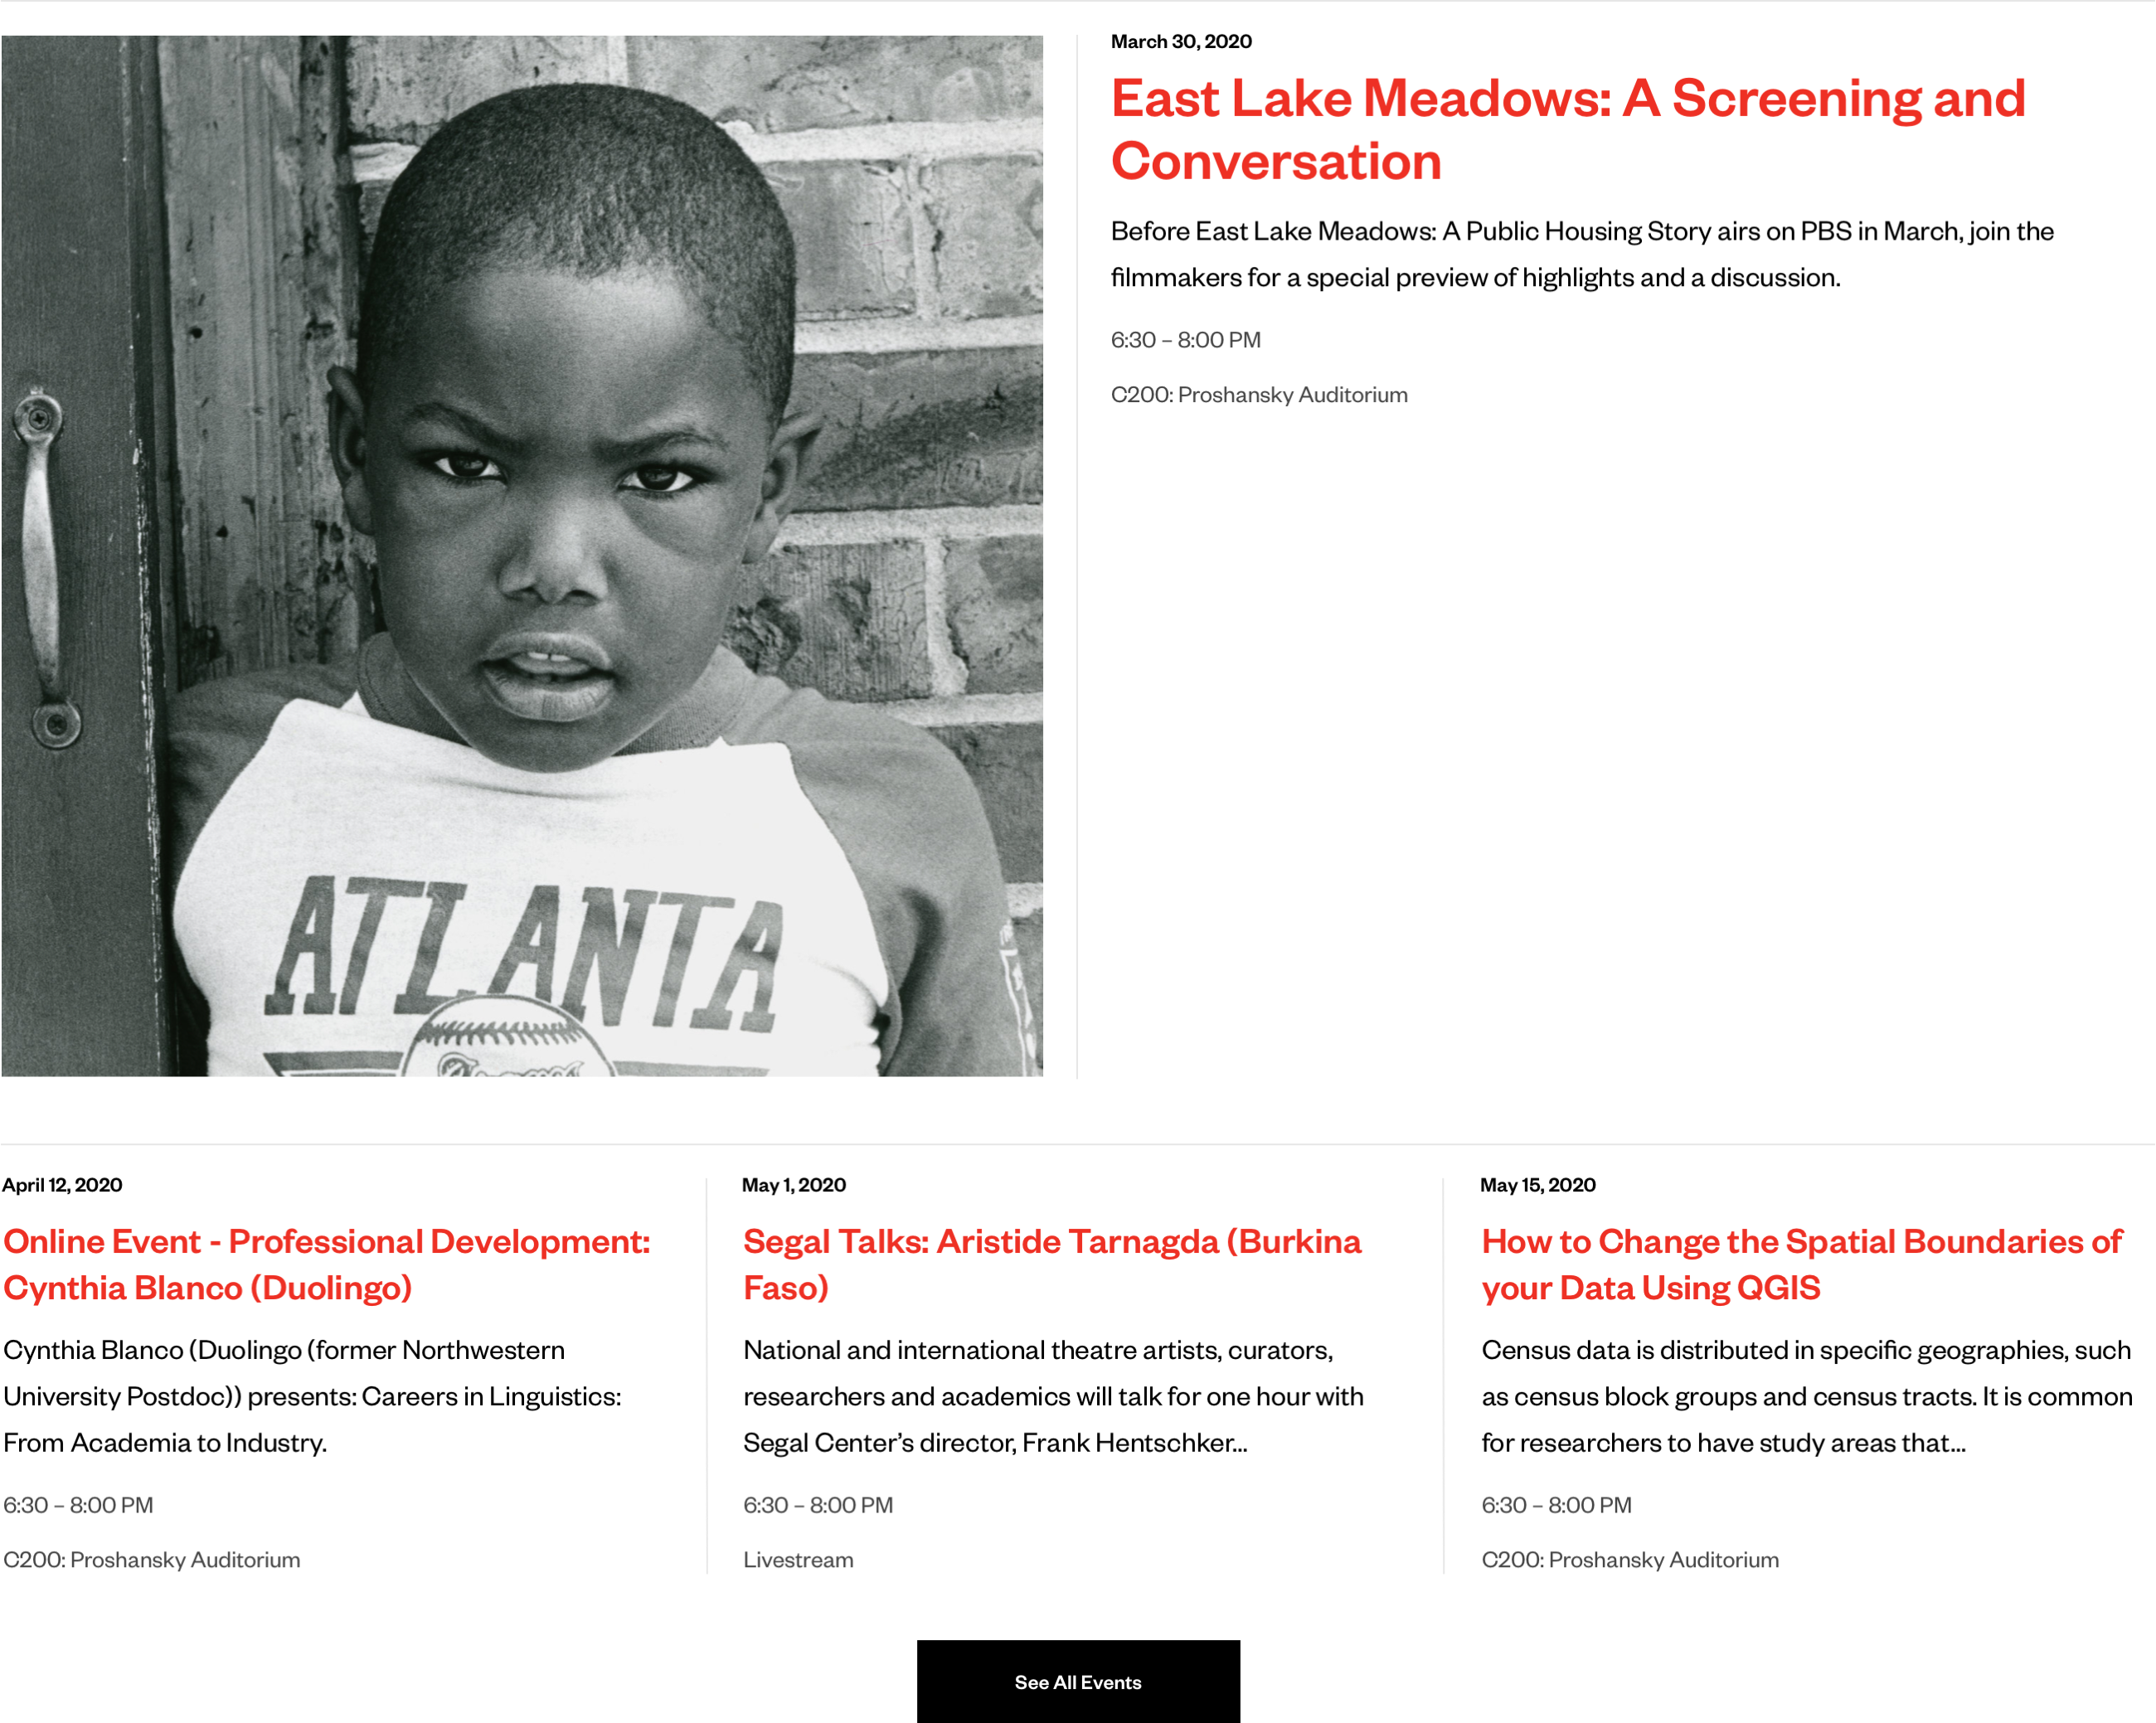 March 30, 2020
East Lake Meadows: A Screening and
Conversation
Before East Lake Meadows: A Public Housing Story airs on PBS in March, join the
filmmakers for a special preview of highlights and a discussion.
6:30 – 8:00 PM
C200: Proshansky Auditorium
ATLANTA
April 12, 2020
Online Event - Professional Development:
Cynthia Blanco (Duolingo)
Cynthia Blanco (Duolingo (former Northwestern
University Postdoc)) presents: Careers in Linguistics:
From Academia to Industry.
6:30 – 8:00 PM
C200: Proshansky Auditorium
May 1, 2020
Segal Talks: Aristide Tarnagda (Burkina
Faso)
National and international theatre artists, curators,
researchers and academics will talk for one hour with
Segal Center’s director, Frank Hentschker...
6:30 – 8:00 PM
Livestream
May 15, 2020
How to Change the Spatial Boundaries of
your Data Using QGIS
Census data is distributed in specific geographies, such
as census block groups and census tracts. It is common
for researchers to have study areas that...
6:30 – 8:00 PM
C200: Proshansky Auditorium
See All Events